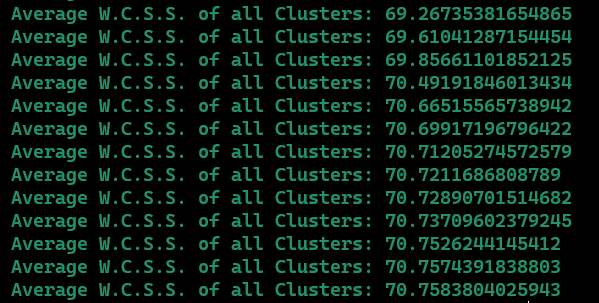 Average W.C.S.S. of all Clusters: 69.26735381654865
Average W.C.S.S. of all Clusters: 69.61041287154454
Average W.C.S.S. of all Clusters: 69.85661101852125
Average W.C.S.S. of all Clusters: 70.49191846013434
Average W.C.S.S. of all Clusters: 70.66515565738942
Average W.C.S.S. of all Clusters: 70.69917196796422
Average W.C.S.S. of all Clusters: 70.71205274572579
Average W.C.S.S. of all Clusters: 70.7211686808789
Average W.C.S.S. of all Clusters: 70.72890701514682
Average W.C.S.S. of all Clusters: 70.73709602379245
Average W.C.S.S. of all Clusters: 70.7526244145412
Average W.C.S.S. of all Clusters: 70.7574391838803
Average W.C.S.S. of all Clusters: 70.7583804025943